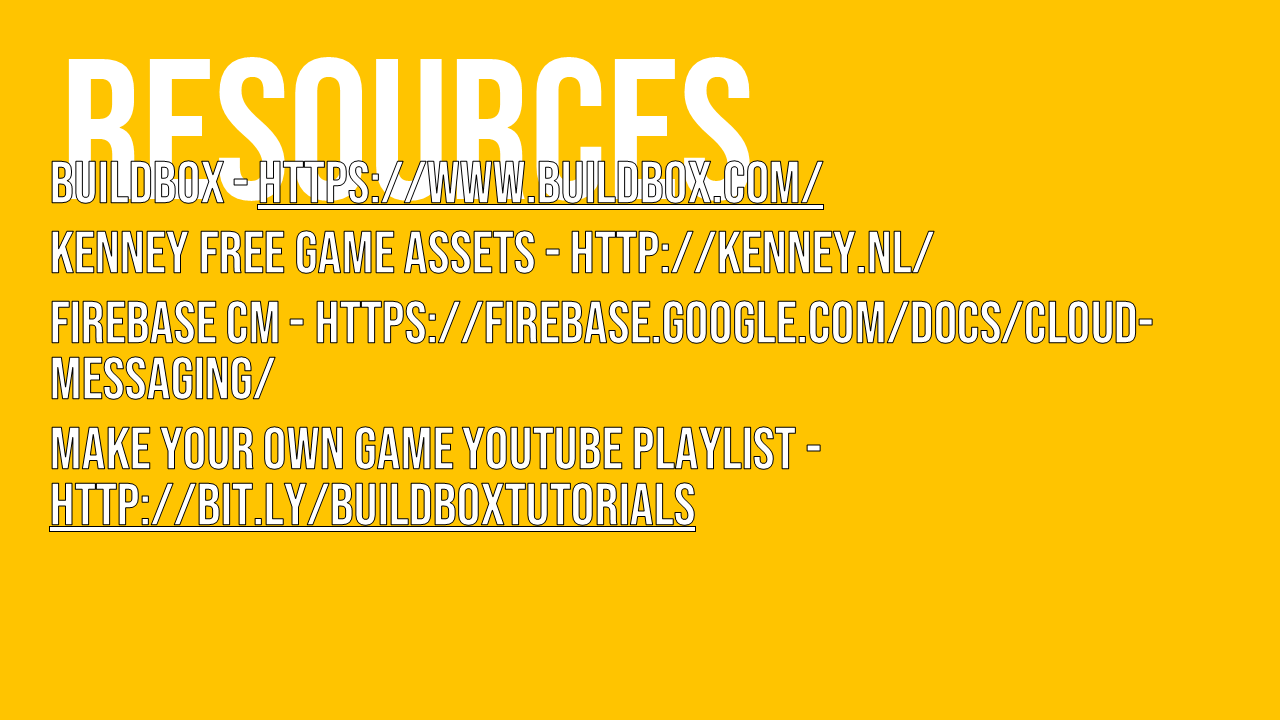 RESOURCES
BUILDBOX - HTTPS://WWW.BUILDBOX.COM/
KENNEY FREE GAME ASSETS - HTTP://KENNEY.NL/
FIREBASE CM - HTTPS://FIREBASE.GOOGLE.COM/DOCS/CLOUD-
MESSAGING/
MAKE YOUR OWN GAME YOUTUBE PLAYLIST -
HTTP://BIT.LY/BUILDBOXTUTORIALS